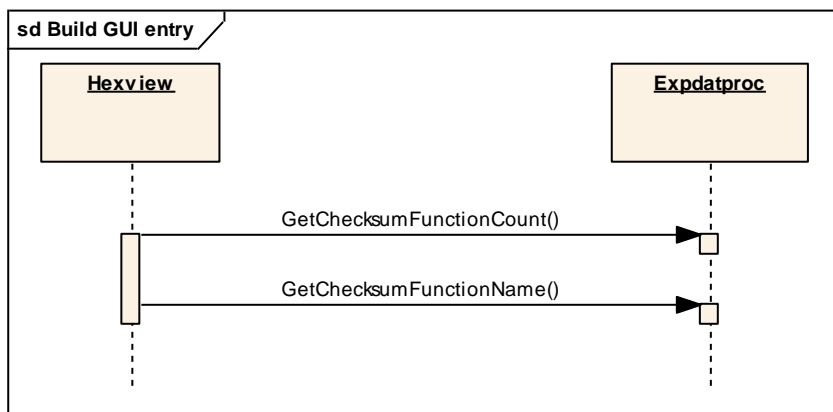 sd Build GUI entry
Hexview
Expdatproc
GetChecksumFunctionCount()
GetChecksumFunctionName()